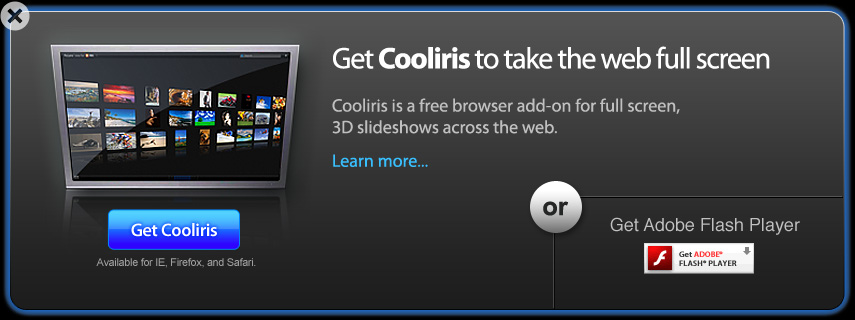 Get Cooliris to take the web full screen
Cooliris is a free browser add-on for full screen,
3D slideshows across the web.
Learn more...
Get Cooliris
Available for IE, Firefox, and Safari.
or
Get Adobe Flash Player
Get ADOBE®
FLASH® PLAYER